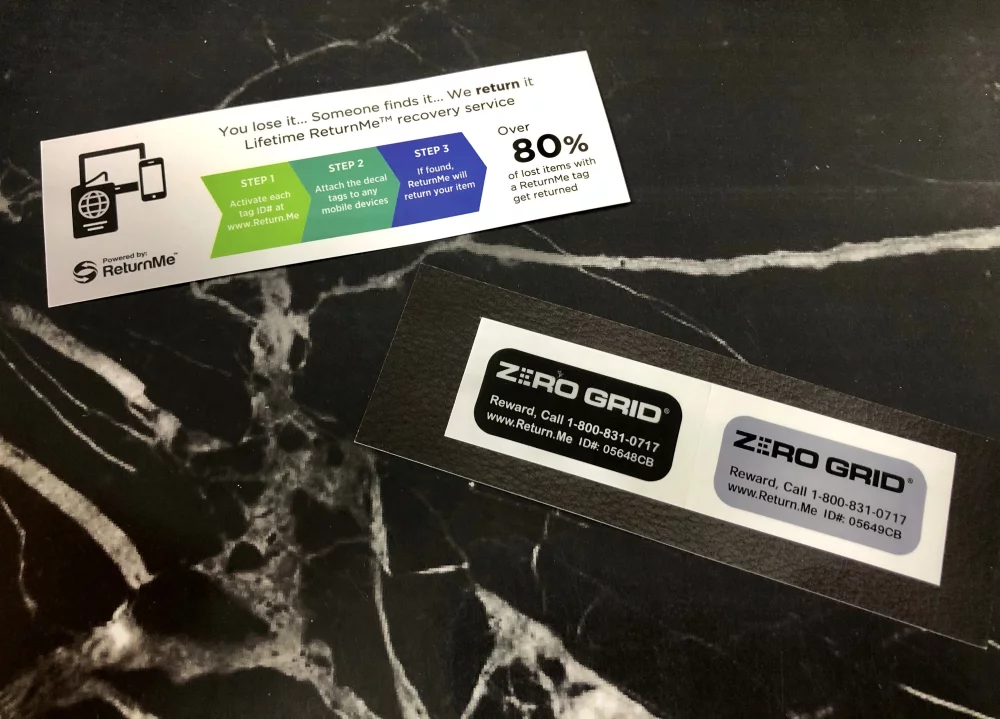 You lose it... Someone finds it... We return it
Lifetime ReturnMe™ recovery service
STEP 1
Activate each
tag ID# at
www.Return.Me
STEP 2
Attach the decal
tags to any
mobile devices
STEP 3
If found,
ReturnMe will
return your item
Over
80%
of lost items with
a ReturnMe tag
get returned
Powered by:
ReturnMe™
ZERO GRID®
Reward, Call 1-800-831-0717
www.Return.Me ID#: 05648CB
ZERO GRID®
Reward, Call 1-800-831-0717
www.Return.Me ID#: 05649CB